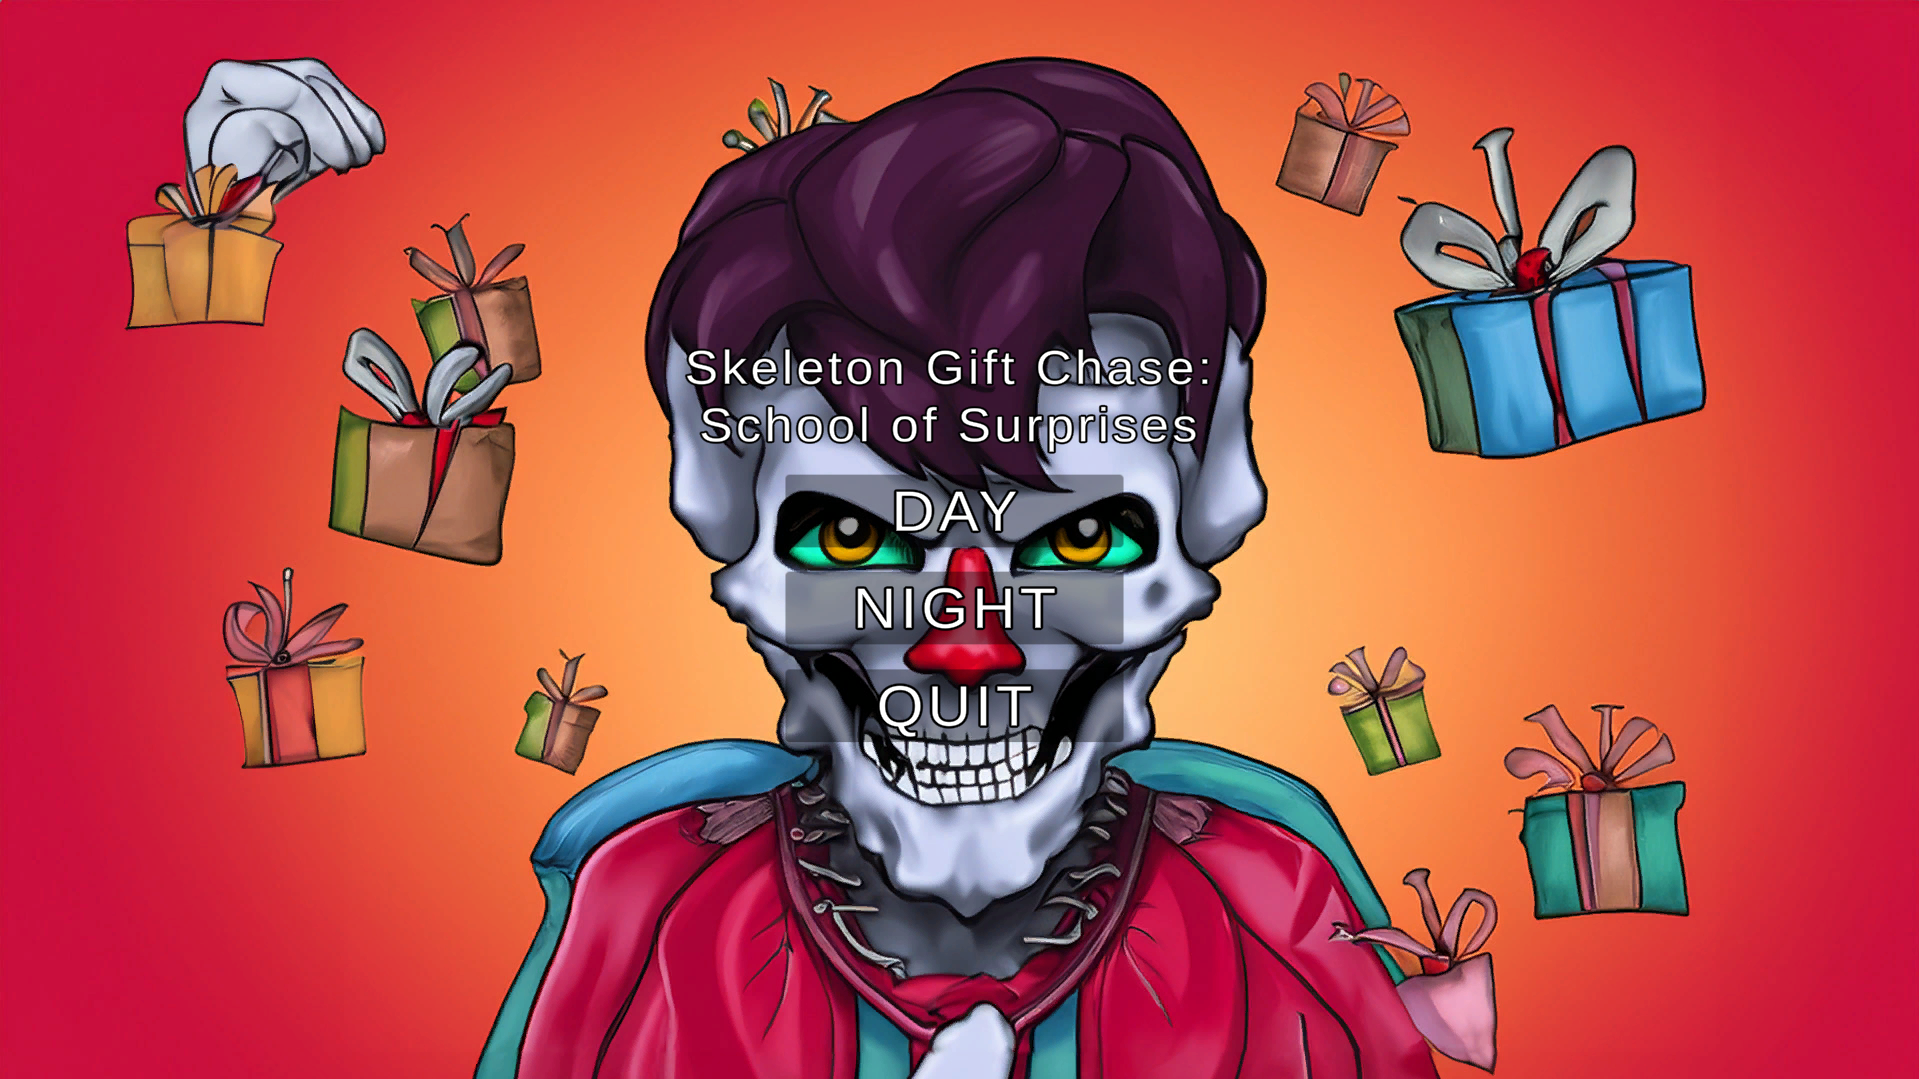 Skeleton Gift Chase:
School of Surprises
DAY
NIGHT
QUIT